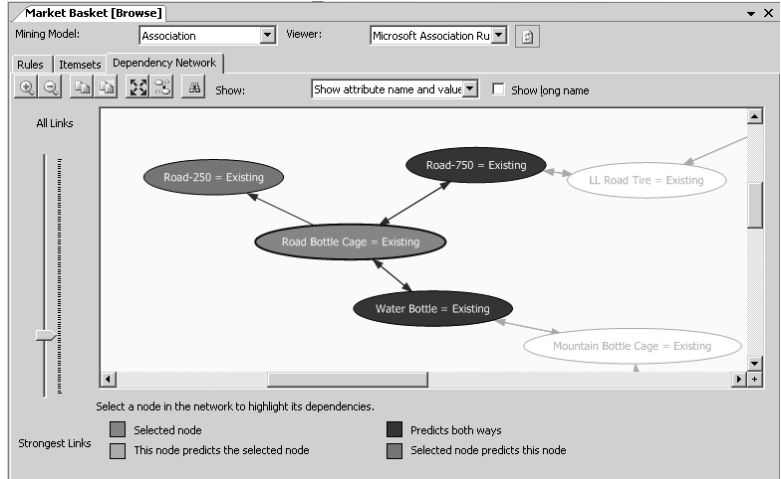 Market Basket [Browse]
Mining Model: Association Viewer: Microsoft Association Ru
Rules Itemsets Dependency Network
Show: Show attribute name and value Show long name
All Links
Road-250 = Existing
Road-750 = Existing
LL Road Tire = Existing
Road Bottle Cage = Existing
Water Bottle = Existing
Mountain Bottle Cage = Existing
Select a node in the network to highlight its dependencies.
Selected node Predicts both ways
Strongest Links This node predicts the selected node Selected node predicts this node